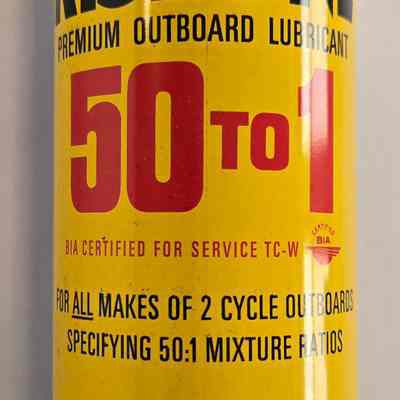 PREMIUM OUTBOARD LUBRICANT
50 TO 1
CERTIFIED
BIA
BIA CERTIFIED FOR SERVICE TC-W
FOR ALL MAKES OF 2 CYCLE OUTBOARDS
SPECIFYING 50:1 MIXTURE RATIOS